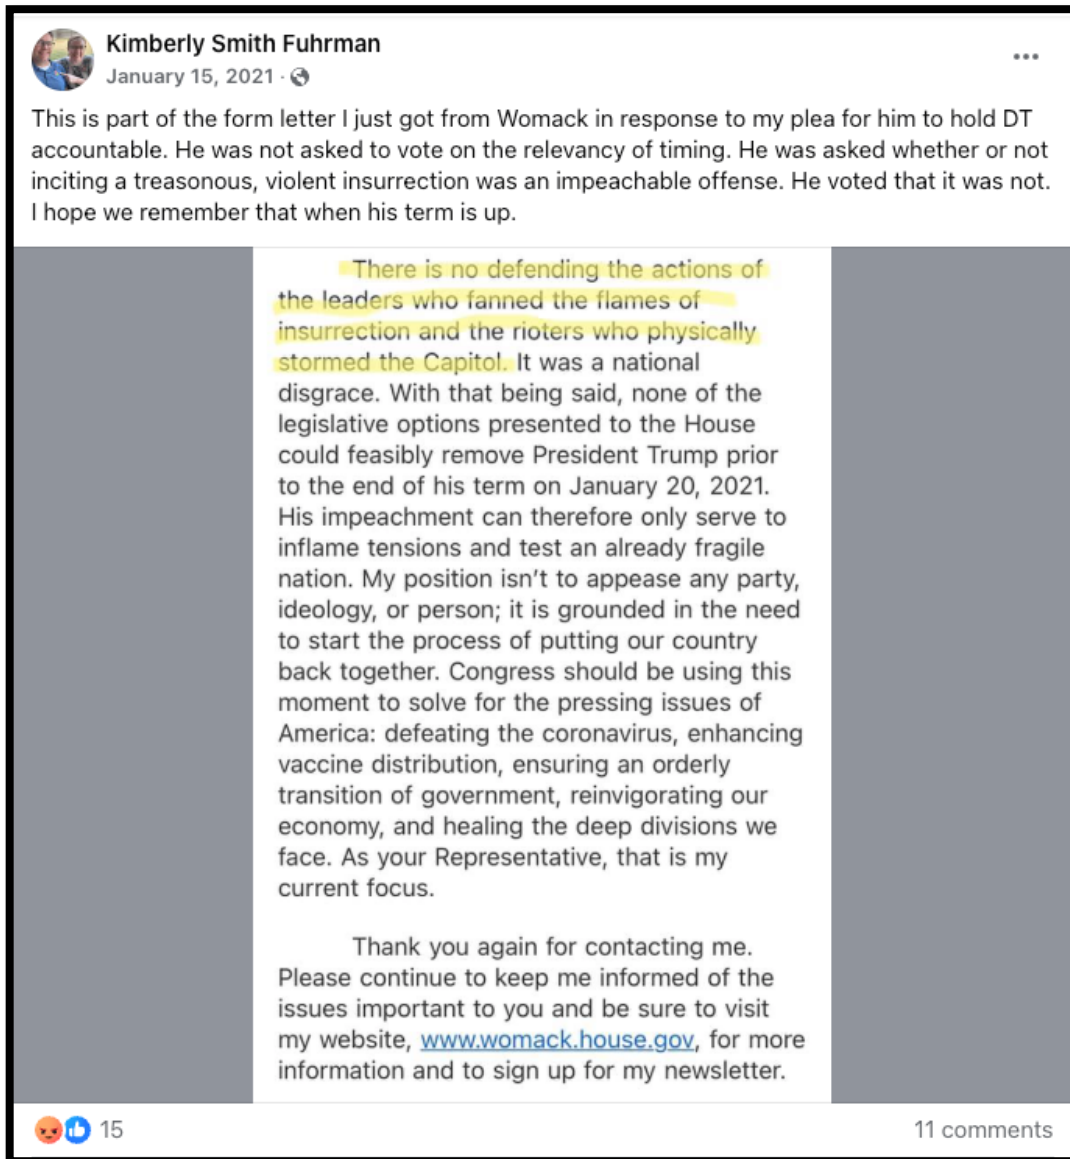 Kimberly Smith Fuhrman
January 15, 2021 ·
This is part of the form letter I just got from Womack in response to my plea for him to hold DT
accountable. He was not asked to vote on the relevancy of timing. He was asked whether or not
inciting a treasonous, violent insurrection was an impeachable offense. He voted that it was not.
I hope we remember that when his term is up.
There is no defending the actions of
the leaders who fanned the flames of
insurrection and the rioters who physically
stormed the Capitol. It was a national
disgrace. With that being said, none of the
legislative options presented to the House
could feasibly remove President Trump prior
to the end of his term on January 20, 2021.
His impeachment can therefore only serve to
inflame tensions and test an already fragile
nation. My position isn't to appease any party,
ideology, or person; it is grounded in the need
to start the process of putting our country
back together. Congress should be using this
moment to solve for the pressing issues of
America: defeating the coronavirus, enhancing
vaccine distribution, ensuring an orderly
transition of government, reinvigorating our
economy, and healing the deep divisions we
face. As your Representative, that is my
current focus.
Thank you again for contacting me.
Please continue to keep me informed of the
issues important to you and be sure to visit
my website, www.womack.house.gov, for more
information and to sign up for my newsletter.
15
11 comments